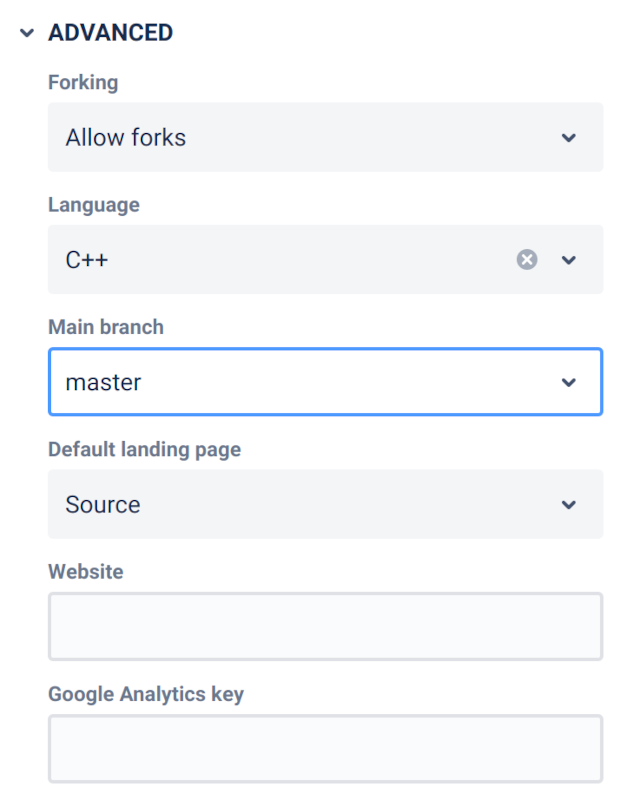 ADVANCED
Forking
Allow forks
Language
C++
Main branch
master
Default landing page
Source
Website
Google Analytics key